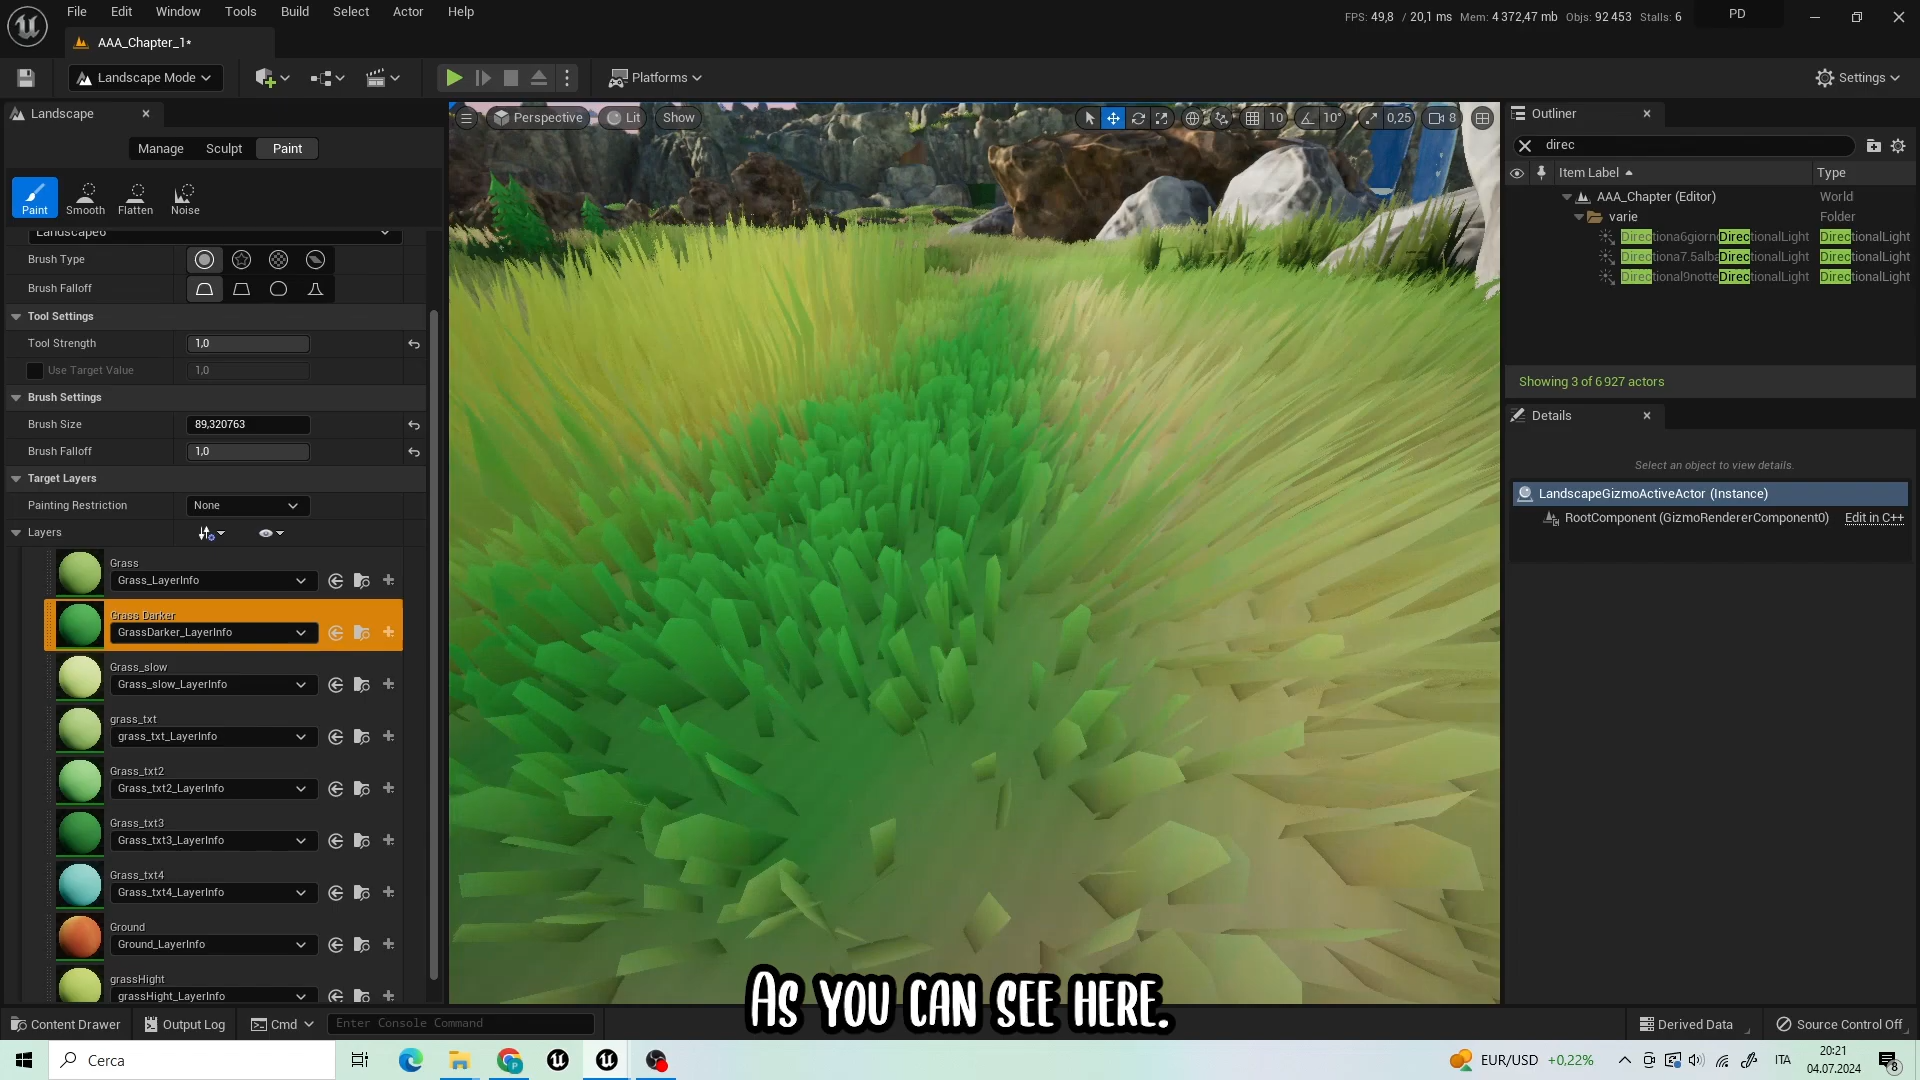 File Edit Window Tools Build Select Actor Help
FPS: 49,8 / 20,1 ms Mem: 4 372,47 mb Objs: 92 453 Stalls: 6
PD
AAA_Chapter_1*
Landscape Mode
Platforms
Settings
Landscape
Manage Sculpt Paint
Paint Smooth Flatten Noise
Landscape6
Brush Type
Brush Falloff
Tool Settings
Tool Strength 1,0
Use Target Value 1,0
Brush Settings
Brush Size 89,320763
Brush Falloff 1,0
Target Layers
Painting Restriction None
Layers
Grass
Grass_LayerInfo
Grass Darker
GrassDarker_LayerInfo
Grass_slow
Grass_slow_LayerInfo
grass_txt
grass_txt_LayerInfo
Grass_txt2
Grass_txt2_LayerInfo
Grass_txt3
Grass_txt3_LayerInfo
Grass_txt4
Grass_txt4_LayerInfo
Ground
Ground_LayerInfo
grassHight
grassHight_LayerInfo
Perspective Lit Show
10 10° 0,25 8
As you can see here.
Outliner
direc
Item Label Type
AAA_Chapter (Editor) World
varie Folder
Directiona6giorno DirectionalLight DirectionalLight
Directiona7.5alba DirectionalLight DirectionalLight
Directional9notte DirectionalLight DirectionalLight
Showing 3 of 6 927 actors
Details
Select an object to view details.
LandscapeGizmoActiveActor (Instance)
RootComponent (GizmoRendererComponent0) Edit in C++
Content Drawer Output Log Cmd Enter Console Command
Derived Data Source Control Off
Cerca
EUR/USD +0,22%
ITA
20:21
04.07.2024
8